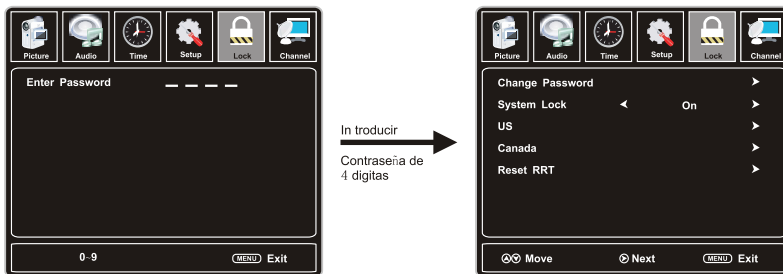 Picture Audio Time Setup Lock Channel
Enter Password _ _ _ _
0~9 MENU Exit
In troducir
Contraseña de
4 digitas
Picture Audio Time Setup Lock Channel
Change Password
System Lock On
US
Canada
Reset RRT
Move Next MENU Exit